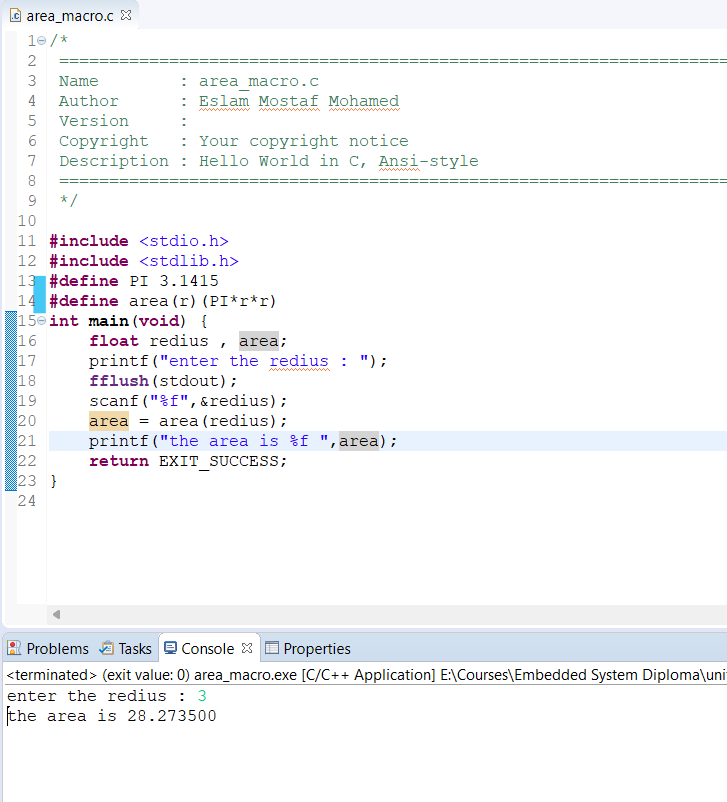 area_macro.c
1 /*
2 ============================================================================
3 Name        : area_macro.c
4 Author      : Eslam Mostaf Mohamed
5 Version     :
6 Copyright   : Your copyright notice
7 Description : Hello World in C, Ansi-style
8 ============================================================================
9 */
10
11 #include <stdio.h>
12 #include <stdlib.h>
13 #define PI 3.1415
14 #define area(r)(PI*r*r)
15 int main(void) {
16     float redius , area;
17     printf("enter the redius : ");
18     fflush(stdout);
19     scanf("%f",&redius);
20     area = area(redius);
21     printf("the area is %f ",area);
22     return EXIT_SUCCESS;
23 }
24
Problems Tasks Console Properties
<terminated> (exit value: 0) area_macro.exe [C/C++ Application] E:\Courses\Embedded System Diploma\uni
enter the redius : 3
the area is 28.273500